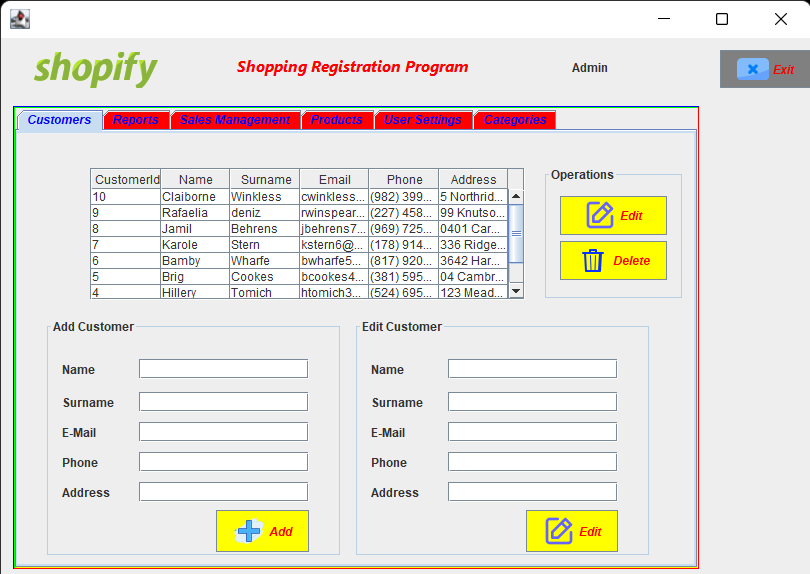 shopify Shopping Registration Program Admin Exit
Customers Reports Sales Management Products User Settings Categories
CustomerId Name Surname Email Phone Address
10 Claiborne Winkless cwinkless... (982) 399... 5 Northrid...
9 Rafaelia deniz rwinspear... (227) 458... 99 Knutso...
8 Jamil Behrens jbehrens7... (969) 725... 0401 Car...
7 Karole Stern kstern6@... (178) 914... 336 Ridge...
6 Bamby Wharfe bwharfe5... (817) 920... 3642 Har...
5 Brig Cookes bcookes4... (381) 595... 04 Cambr...
4 Hillery Tomich htomich3... (524) 695... 123 Mead...
Operations
Edit
Delete
Add Customer
Name
Surname
E-Mail
Phone
Address
Add
Edit Customer
Name
Surname
E-Mail
Phone
Address
Edit